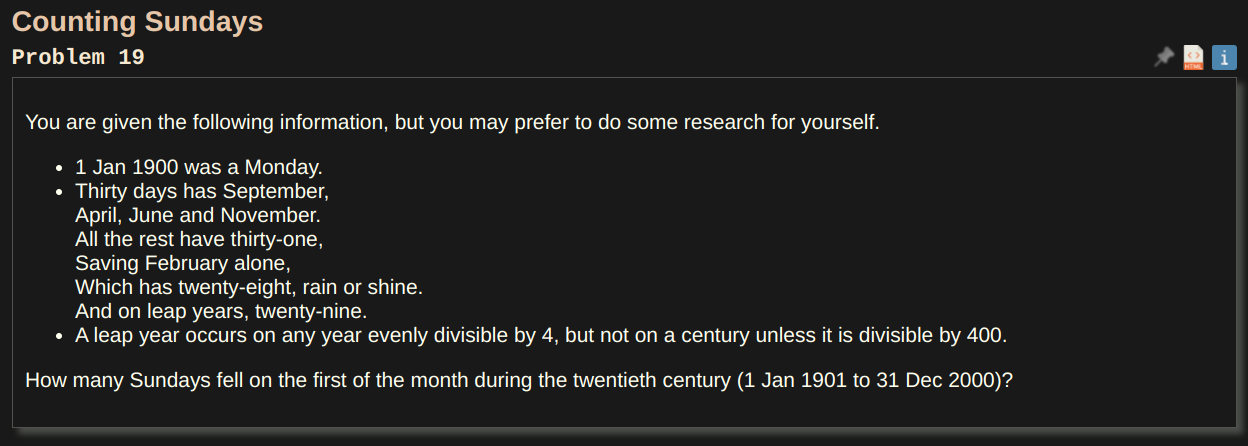 Counting Sundays
Problem 19
HTML
i
You are given the following information, but you may prefer to do some research for yourself.
• 1 Jan 1900 was a Monday.
• Thirty days has September,
April, June and November.
All the rest have thirty-one,
Saving February alone,
Which has twenty-eight, rain or shine.
And on leap years, twenty-nine.
• A leap year occurs on any year evenly divisible by 4, but not on a century unless it is divisible by 400.
How many Sundays fell on the first of the month during the twentieth century (1 Jan 1901 to 31 Dec 2000)?